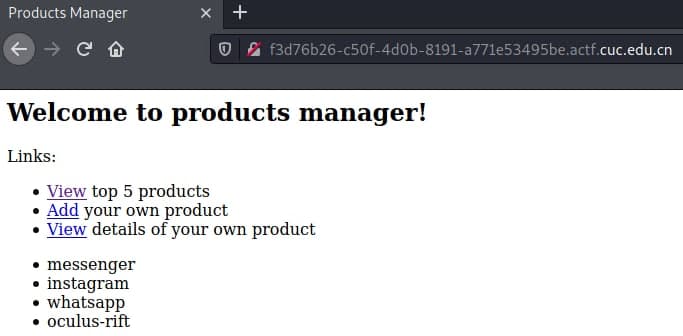 Products Manager
f3d76b26-c50f-4d0b-8191-a771e53495be.actf.cuc.edu.cn
Welcome to products manager!
Links:
View top 5 products
Add your own product
View details of your own product
messenger
instagram
whatsapp
oculus-rift